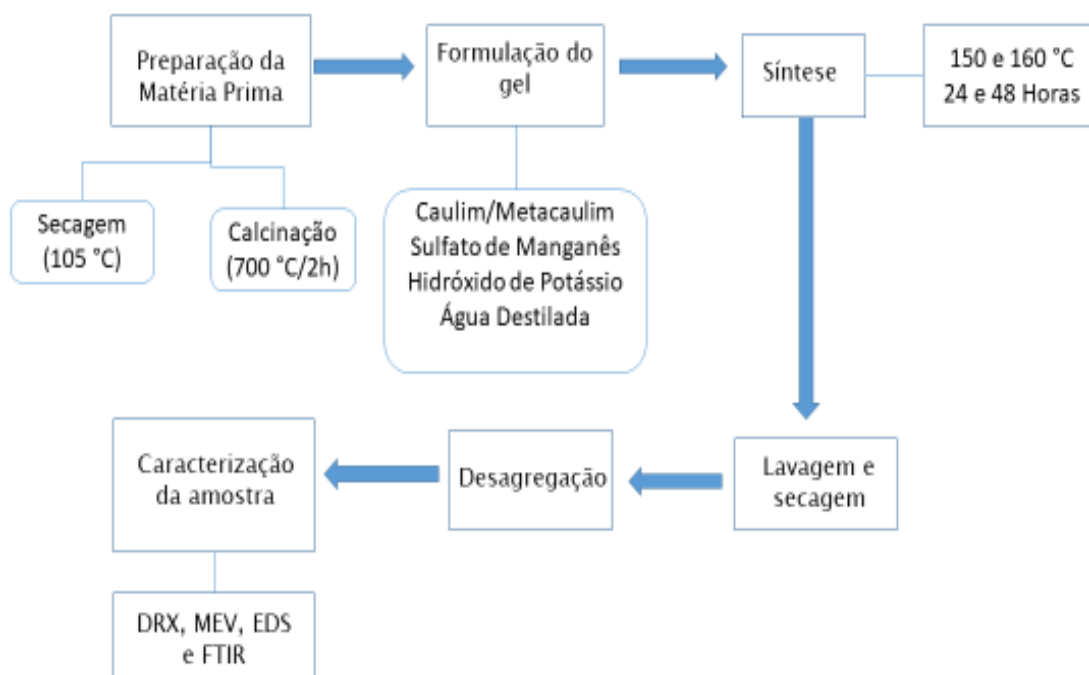 Preparação da
Matéria Prima
Formulação do
gel
Síntese
150 e 160 °C
24 e 48 Horas
Secagem
(105 °C)
Calcinação
(700 °C/2h)
Caulim/Metacaulim
Sulfato de Manganês
Hidróxido de Potássio
Água Destilada
Lavagem e
secagem
Desagregação
Caracterização
da amostra
DRX, MEV, EDS
e FTIR